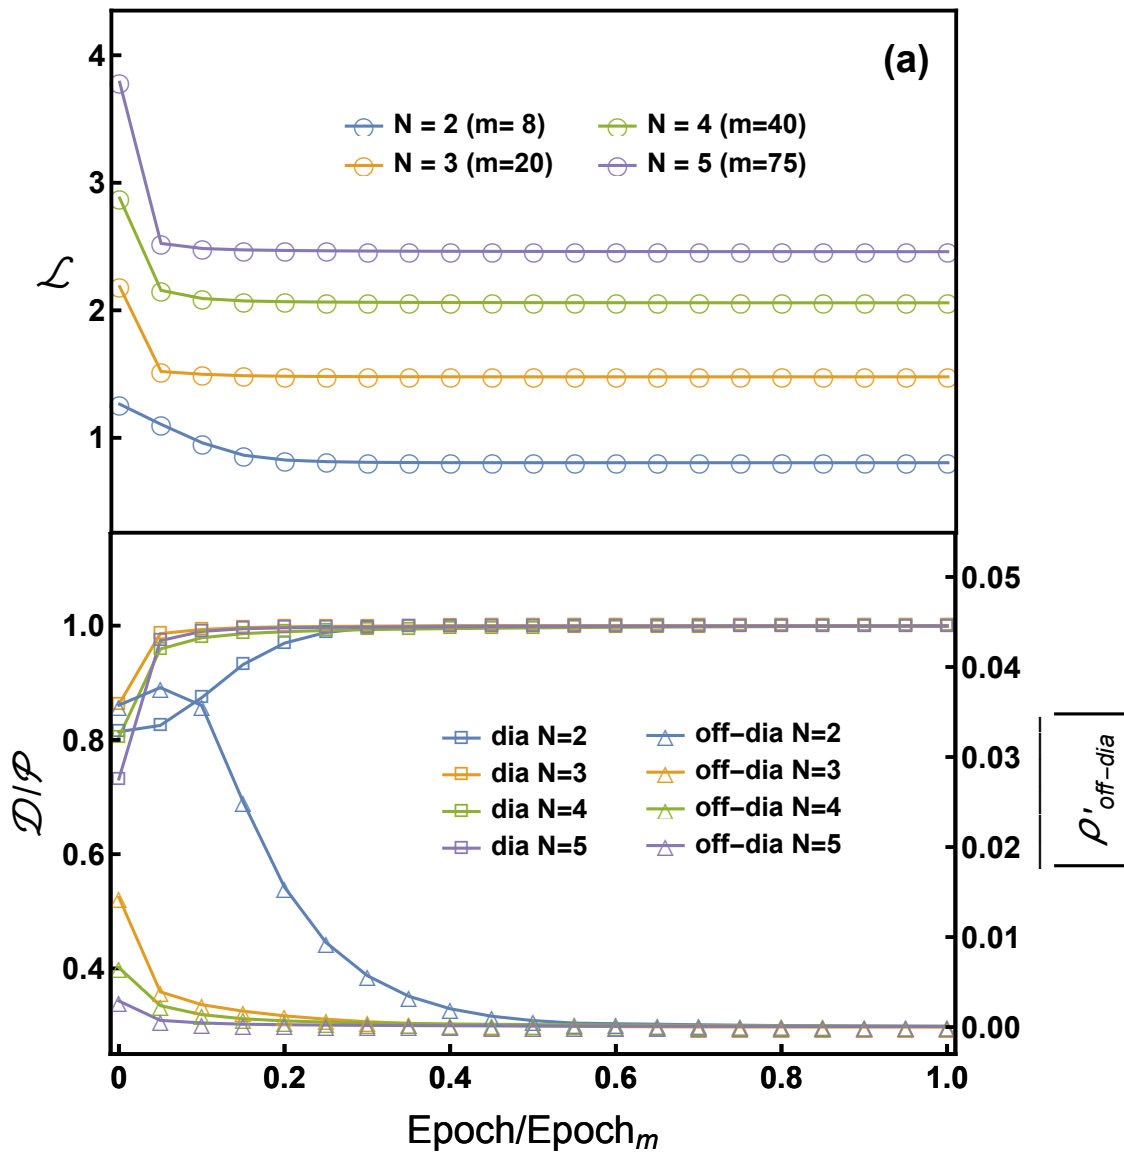 (a)
4
3
2
1
ℒ
N = 2 (m= 8)
N = 4 (m=40)
N = 3 (m=20)
N = 5 (m=75)
1.0
0.8
0.6
0.4
𝒟/𝒫
0.05
0.04
0.03
0.02
0.01
0.00
|ρ'off−dia|
dia N=2
off−dia N=2
dia N=3
off−dia N=3
dia N=4
off−dia N=4
dia N=5
off−dia N=5
0 0.2 0.4 0.6 0.8 1.0
Epoch/Epochm